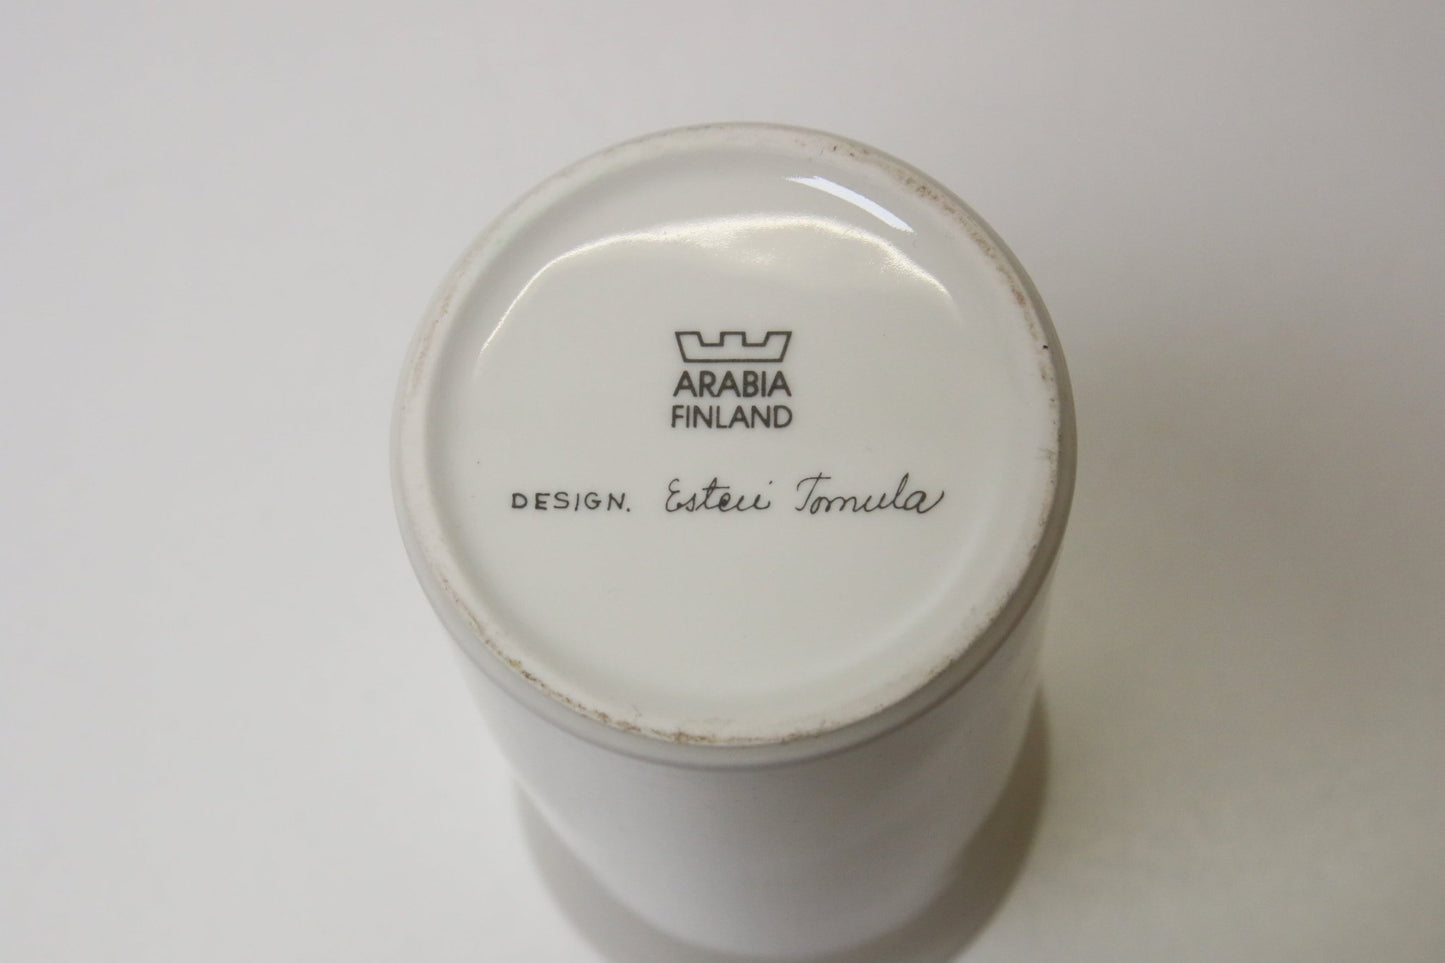 ARABIA
FINLAND
DESIGN. Esteri Tomula